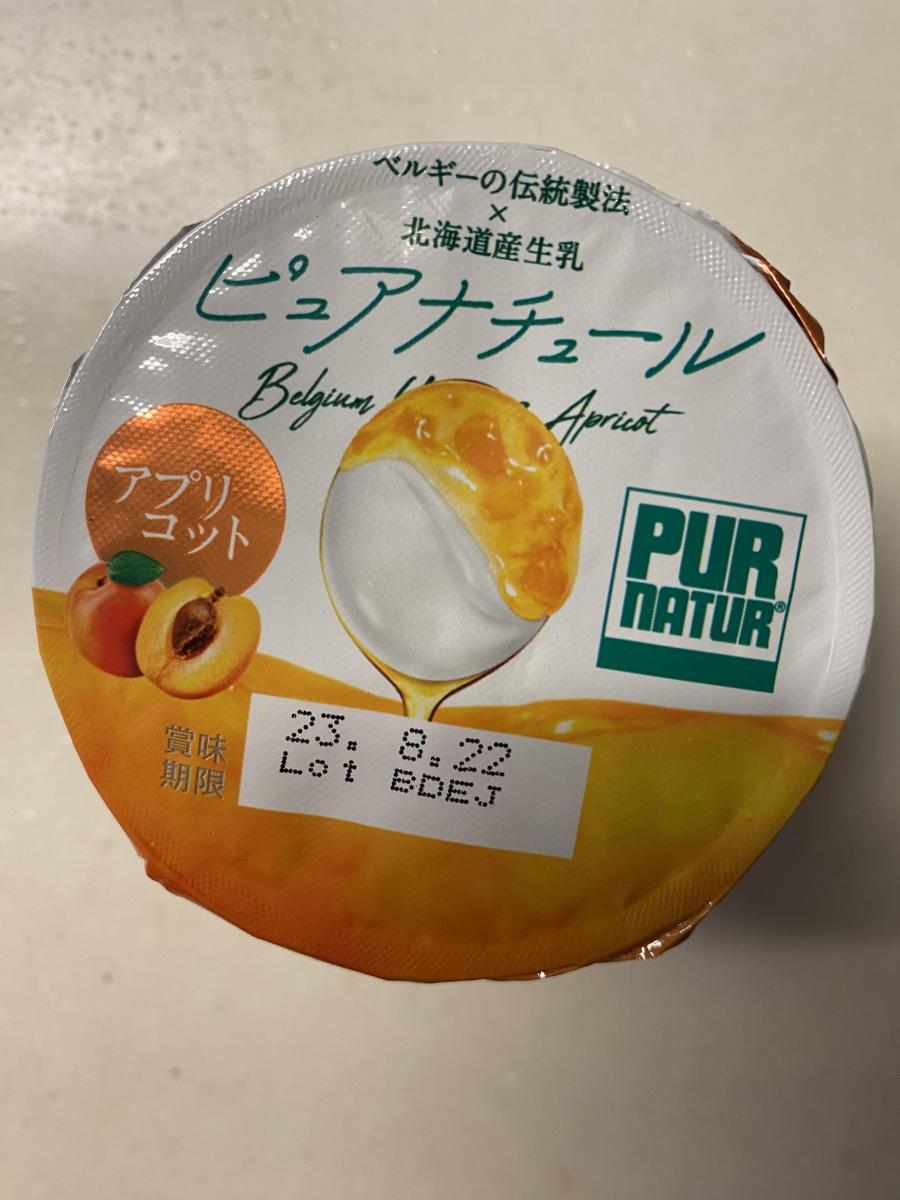 ベルギーの伝統製法
×
北海道産生乳
ピュアナチュール
Belgium Apricot
アプリ
コット
PUR
NATUR®
賞味
期限
23. 8.22
Lot BDEJ